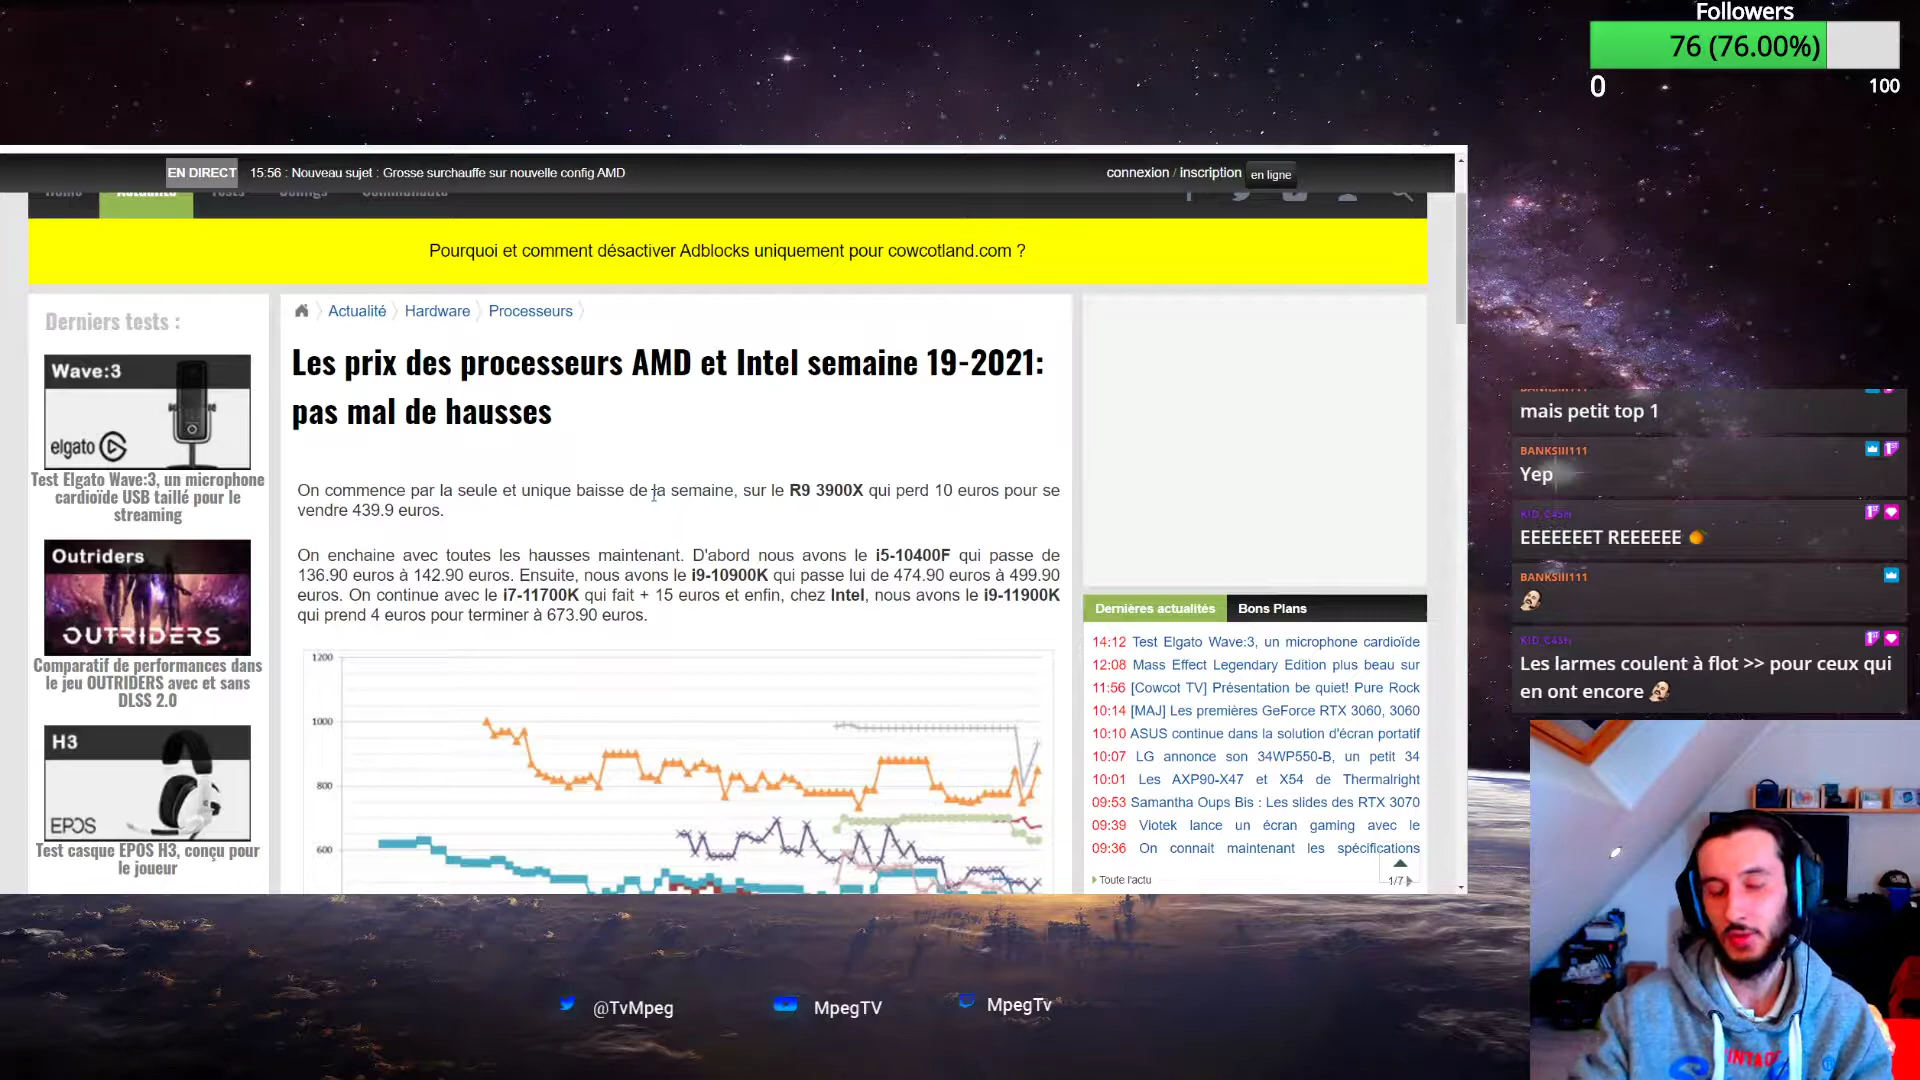 Followers
76 (76.00%)
0
100
EN DIRECT 15:56 : Nouveau sujet : Grosse surchauffe sur nouvelle config AMD
connexion / inscription en ligne
Home Actualité Tests Configs Communauté
Pourquoi et comment désactiver Adblocks uniquement pour cowcotland.com ?
Derniers tests :
Wave:3
elgato
Test Elgato Wave:3, un microphone
cardioïde USB taillé pour le
streaming
Outriders
OUTRIDERS
Comparatif de performances dans
le jeu OUTRIDERS avec et sans
DLSS 2.0
H3
EPOS
Test casque EPOS H3, conçu pour
le joueur
Actualité Hardware Processeurs
Les prix des processeurs AMD et Intel semaine 19-2021:
pas mal de hausses
On commence par la seule et unique baisse de la semaine, sur le R9 3900X qui perd 10 euros pour se
vendre 439.9 euros.
On enchaine avec toutes les hausses maintenant. D'abord nous avons le i5-10400F qui passe de
136.90 euros à 142.90 euros. Ensuite, nous avons le i9-10900K qui passe lui de 474.90 euros à 499.90
euros. On continue avec le i7-11700K qui fait + 15 euros et enfin, chez Intel, nous avons le i9-11900K
qui prend 4 euros pour terminer à 673.90 euros.
1200
1000
800
600
Dernières actualités Bons Plans
14:12 Test Elgato Wave:3, un microphone cardioïde
12:08 Mass Effect Legendary Edition plus beau sur
11:56 [Cowcot TV] Présentation be quiet! Pure Rock
10:14 [MAJ] Les premières GeForce RTX 3060, 3060
10:10 ASUS continue dans la solution d'écran portatif
10:07 LG annonce son 34WP550-B, un petit 34
10:01 Les AXP90-X47 et X54 de Thermalright
09:53 Samantha Oups Bis : Les slides des RTX 3070
09:39 Viotek lance un écran gaming avec le
09:36 On connait maintenant les spécifications
Toute l'actu
1/7
BANKSIII111
mais petit top 1
BANKSIII111
Yep
EEEEEEET REEEEEE
BANKSIII111
Les larmes coulent à flot >> pour ceux qui
en ont encore
@TvMpeg
MpegTV
MpegTv